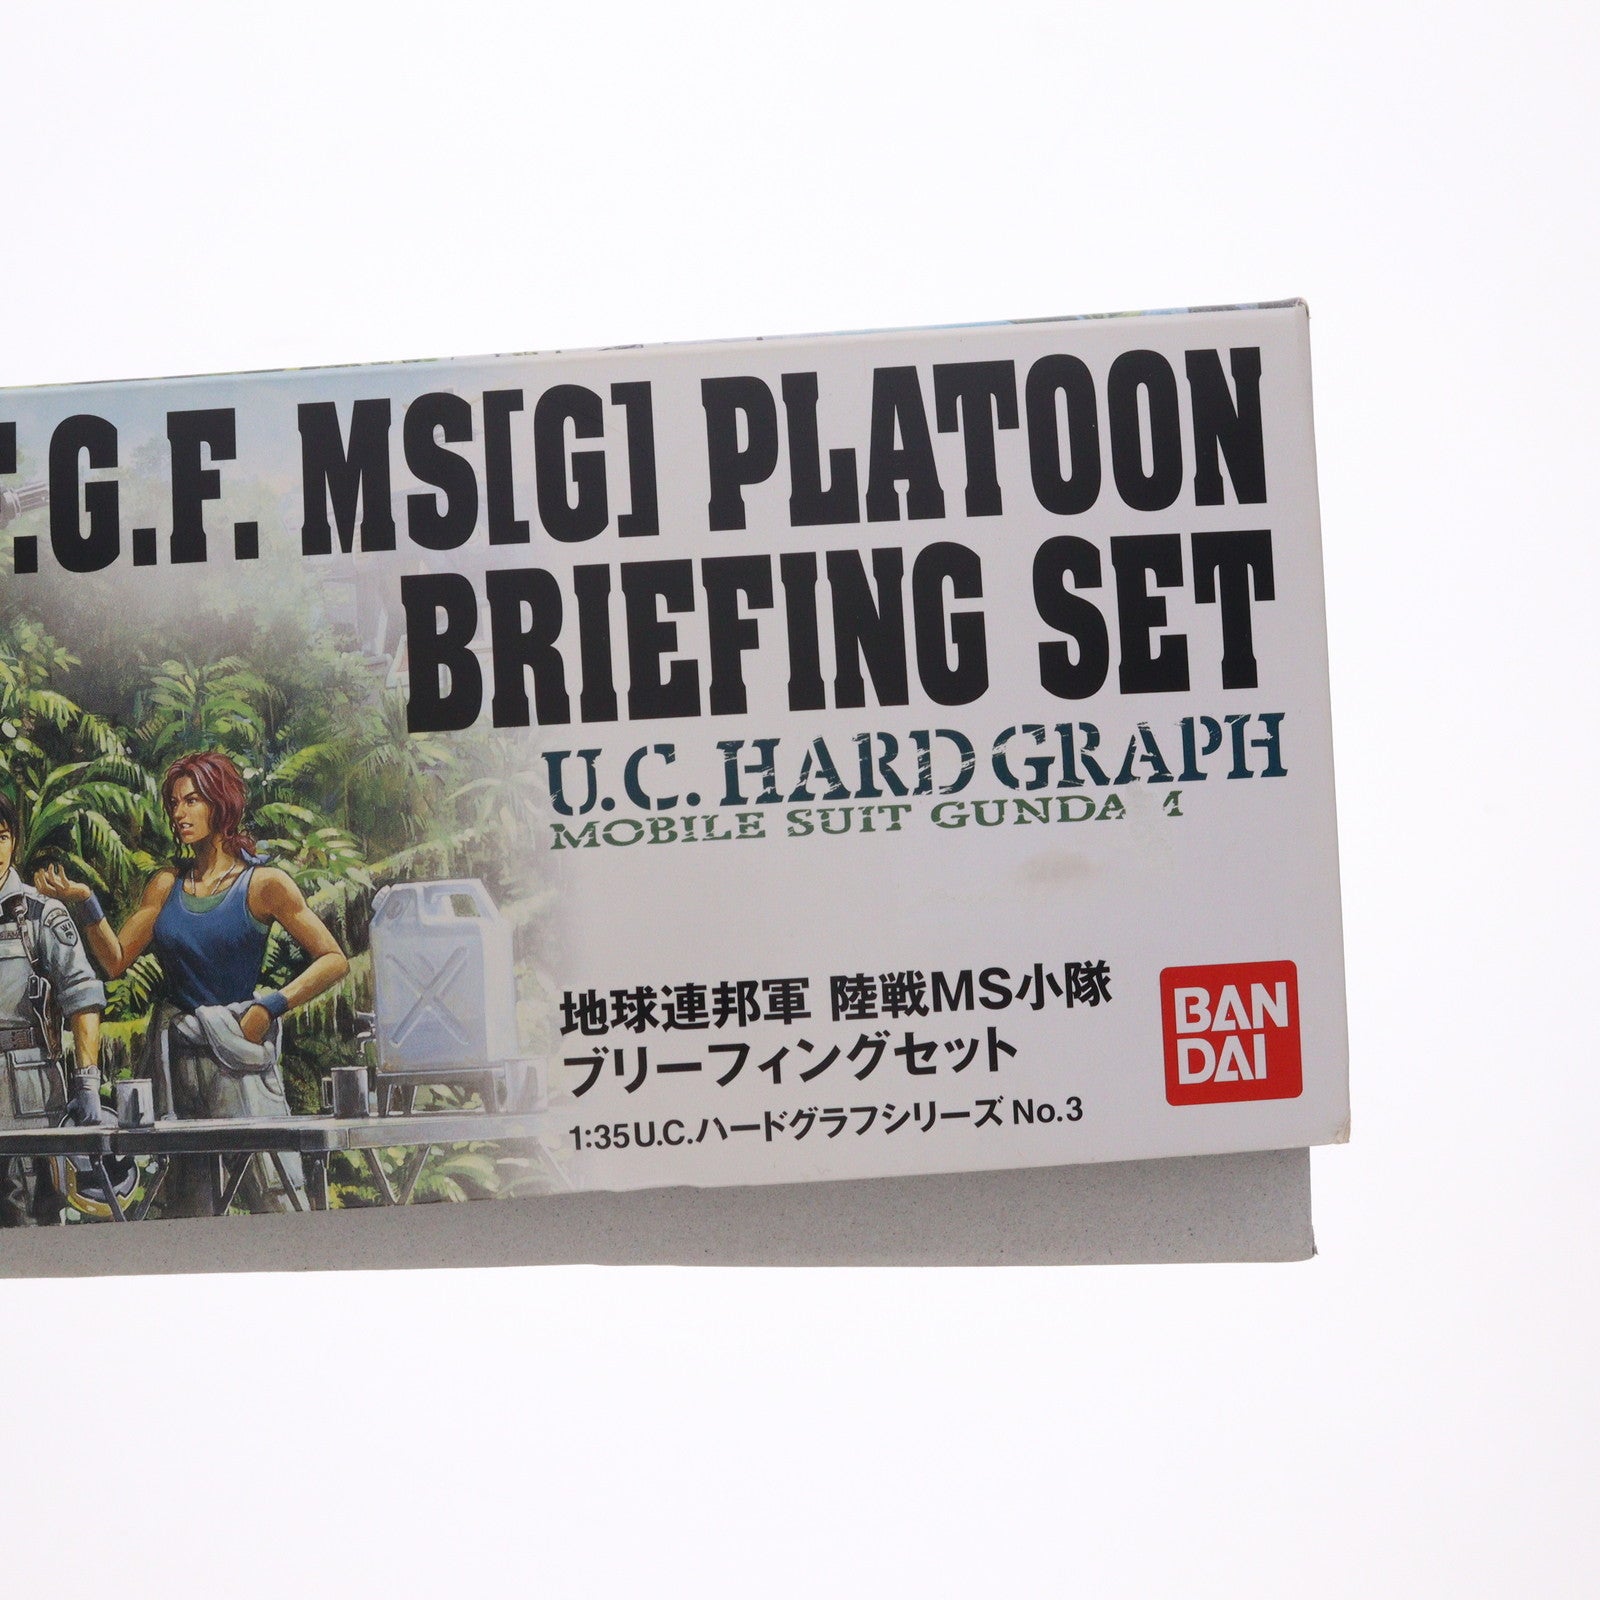 .G.F. MS[G] PLATOON
BRIEFING SET
U.C. HARD GRAPH
MOBILE SUIT GUNDA
地球連邦軍 陸戦MS小隊
ブリーフィングセット
1:35 U.C.ハードグラフシリーズ No.3
BAN
DAI